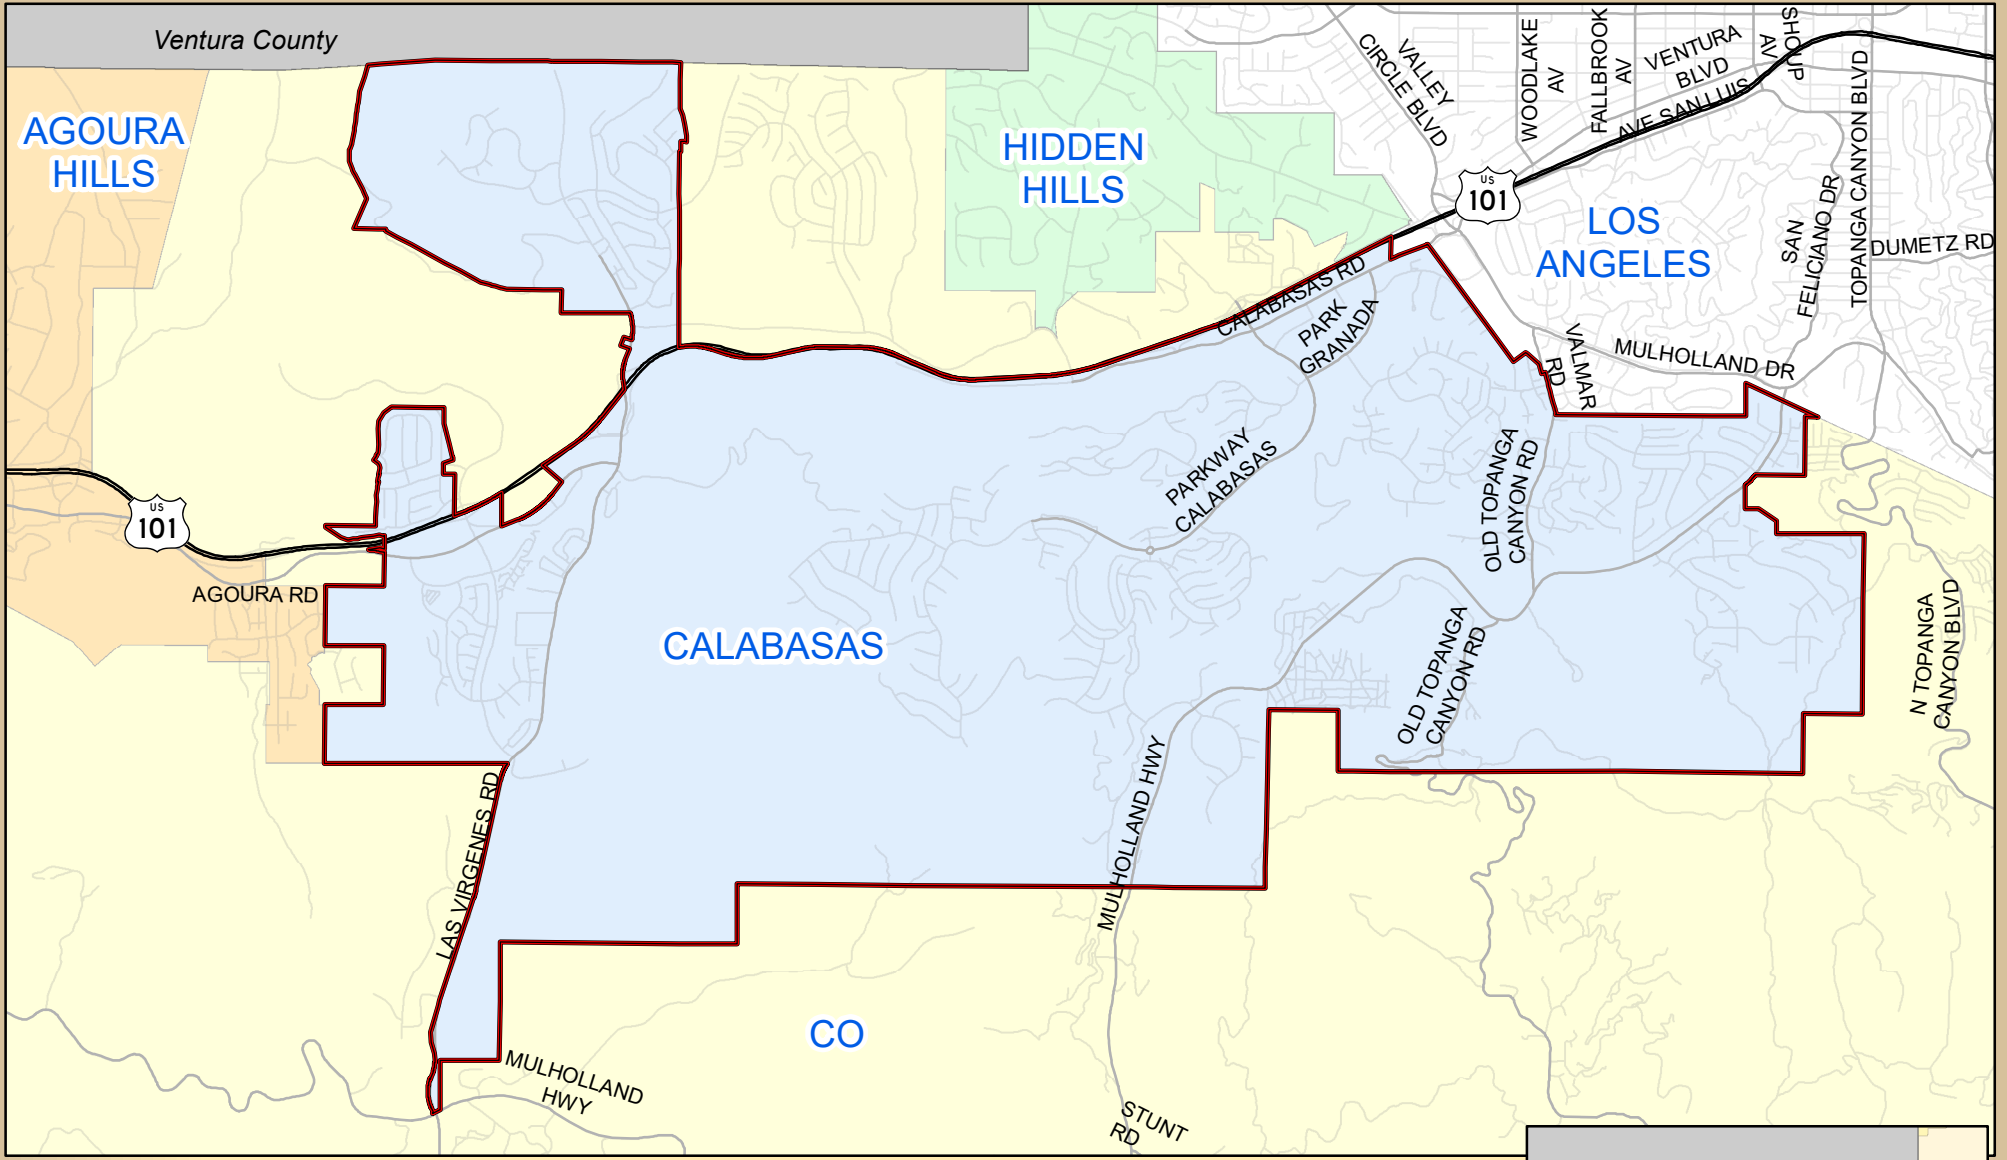 Ventura County
AGOURA
HILLS
HIDDEN
HILLS
VALLEY
CIRCLE BLVD
WOODLAKE
AV
FALLBROOK
AV
VENTURA
BLVD
AVE SAN LUIS
SHOUP
AV
TOPANGA CANYON BLVD
US
101
LOS
ANGELES
SAN
FELICIANO DR
DUMETZ RD
CALABASAS RD
PARK
GRANADA
VALMAR
RD
MULHOLLAND DR
PARKWAY
CALABASAS
OLD TOPANGA
CANYON RD
US
101
AGOURA RD
CALABASAS
OLD TOPANGA
CANYON RD
N TOPANGA
CANYON BLVD
LAS VIRGENES RD
MULHOLLAND HWY
CO
MULHOLLAND
HWY
STUNT
RD